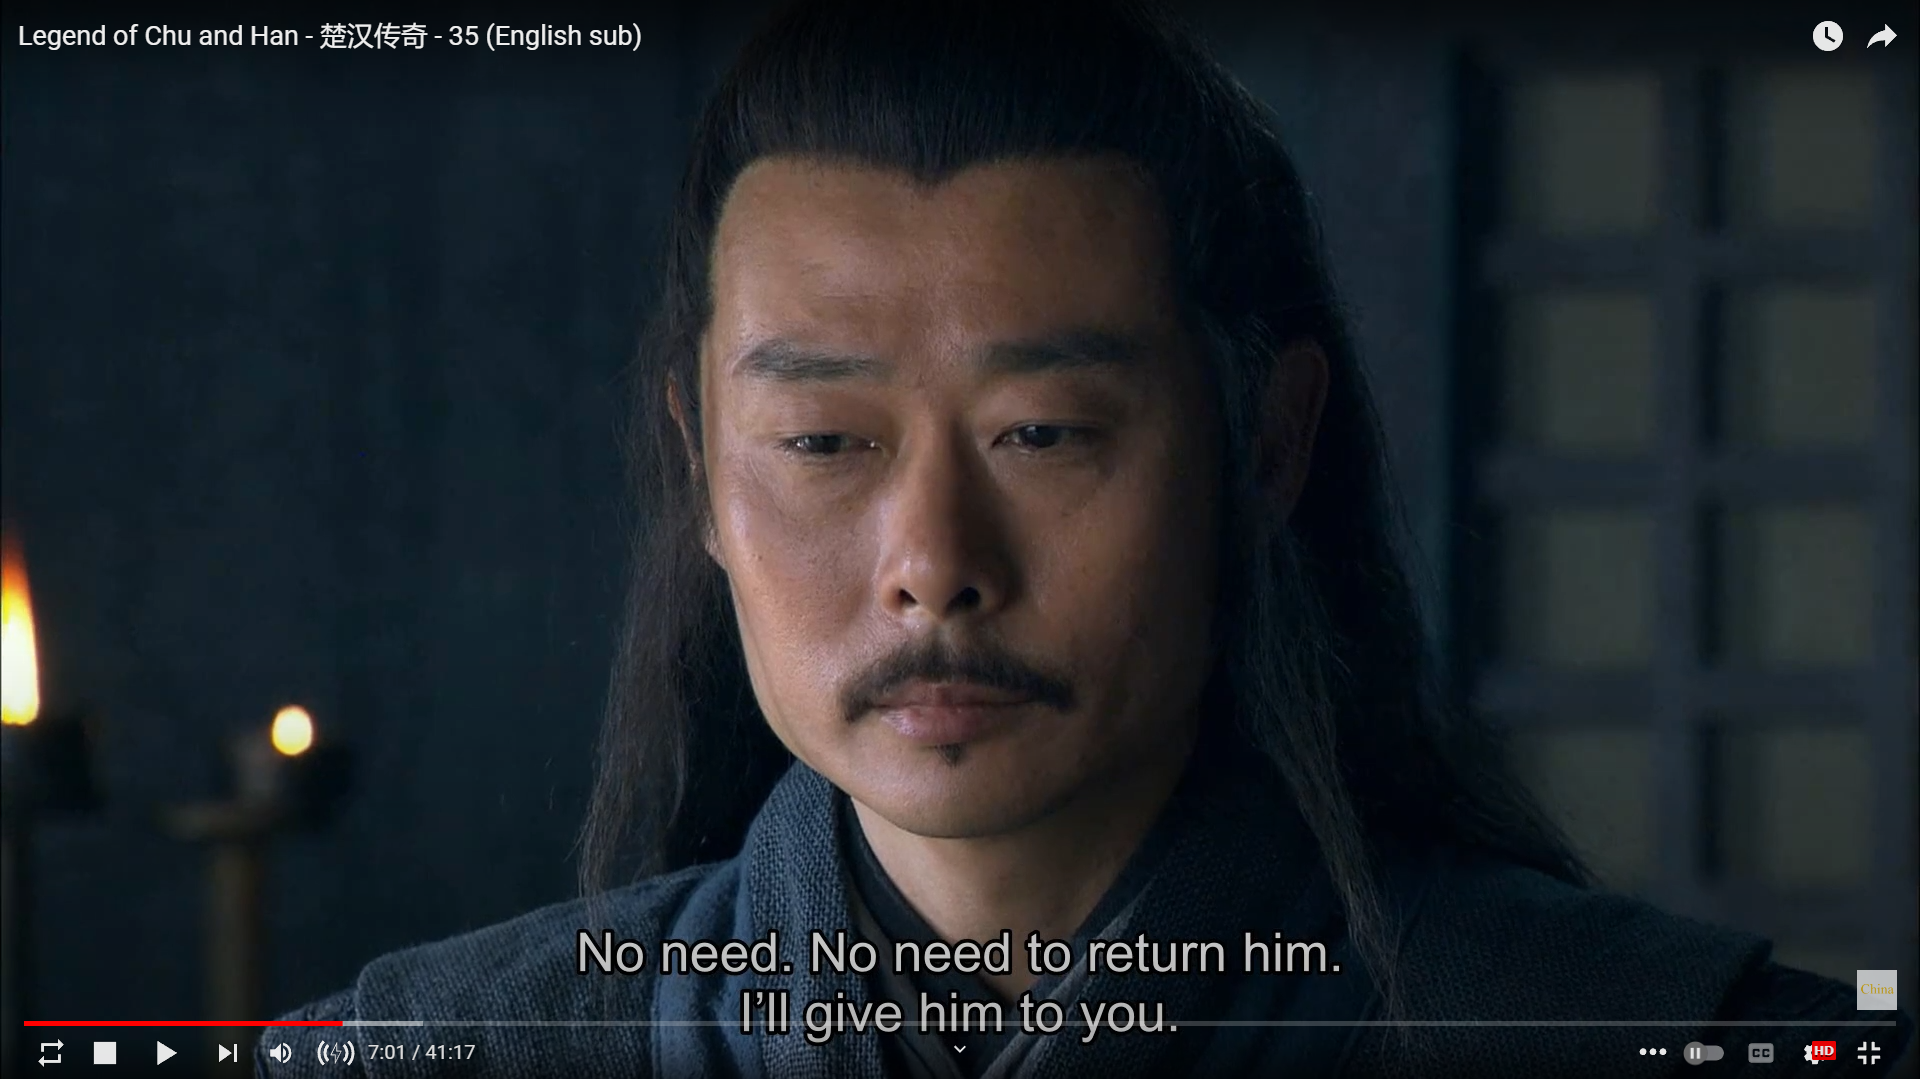 Legend of Chu and Han - 楚汉传奇 - 35 (English sub)
No need. No need to return him.
I'll give him to you.
China
7:01 / 41:17
CC
HD